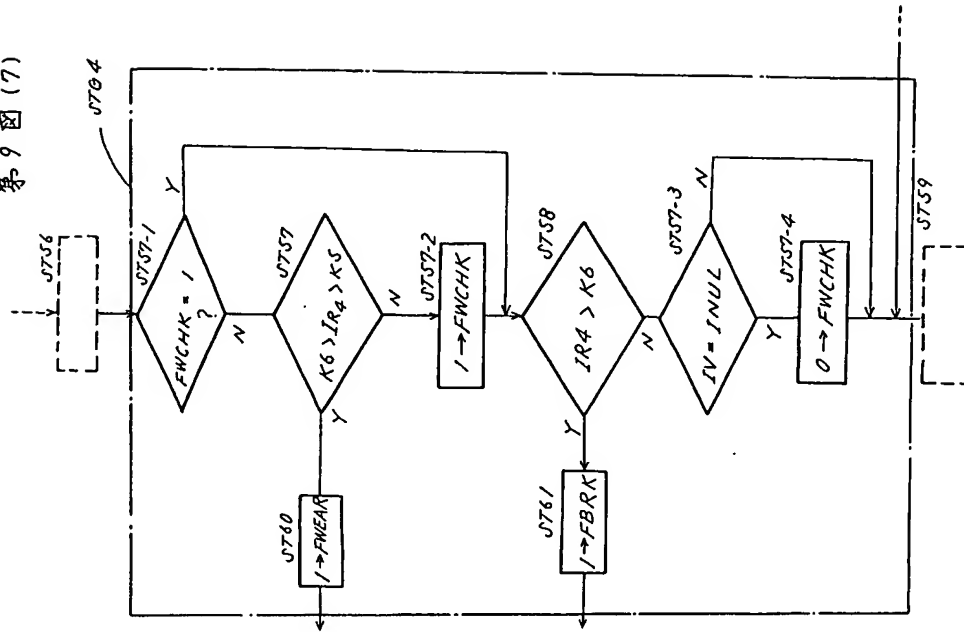 第9図(7)
STG4
ST56
ST57-1
FWCHK = 1
?
Y
N
ST57
K6 > IR4 > K5
Y
N
ST60
1→FWEAR
ST57-2
1→FWCHK
ST58
IR4 > K6
Y
N
ST61
1→FBRK
ST57-3
IV = INUL
N
Y
ST57-4
0→FWCHK
ST59